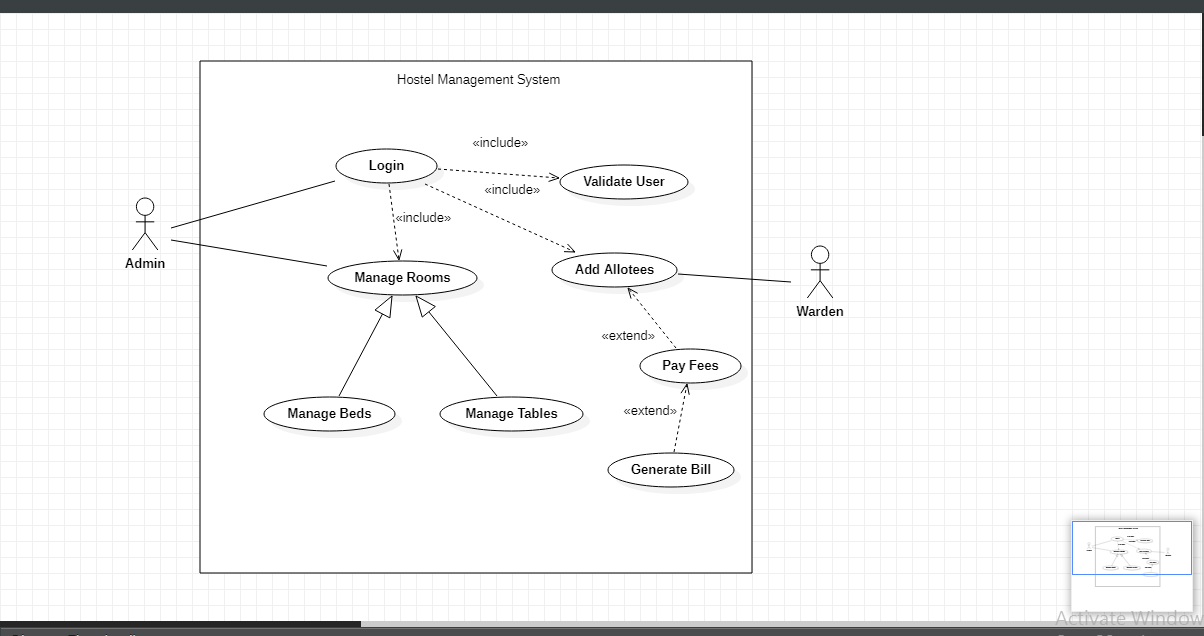 Hostel Management System
«include»
Login
Validate User
«include»
«include»
Admin
Add Allotees
Manage Rooms
Warden
«extend»
Pay Fees
«extend»
Manage Beds
Manage Tables
Generate Bill
Activate Window